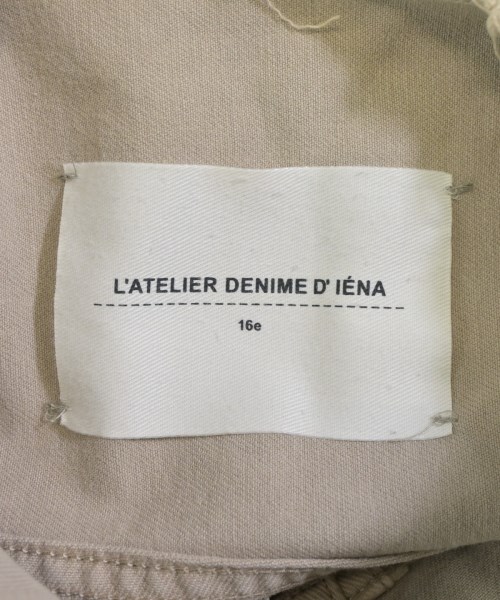 L'ATELIER DENIME D' IÉNA
16e